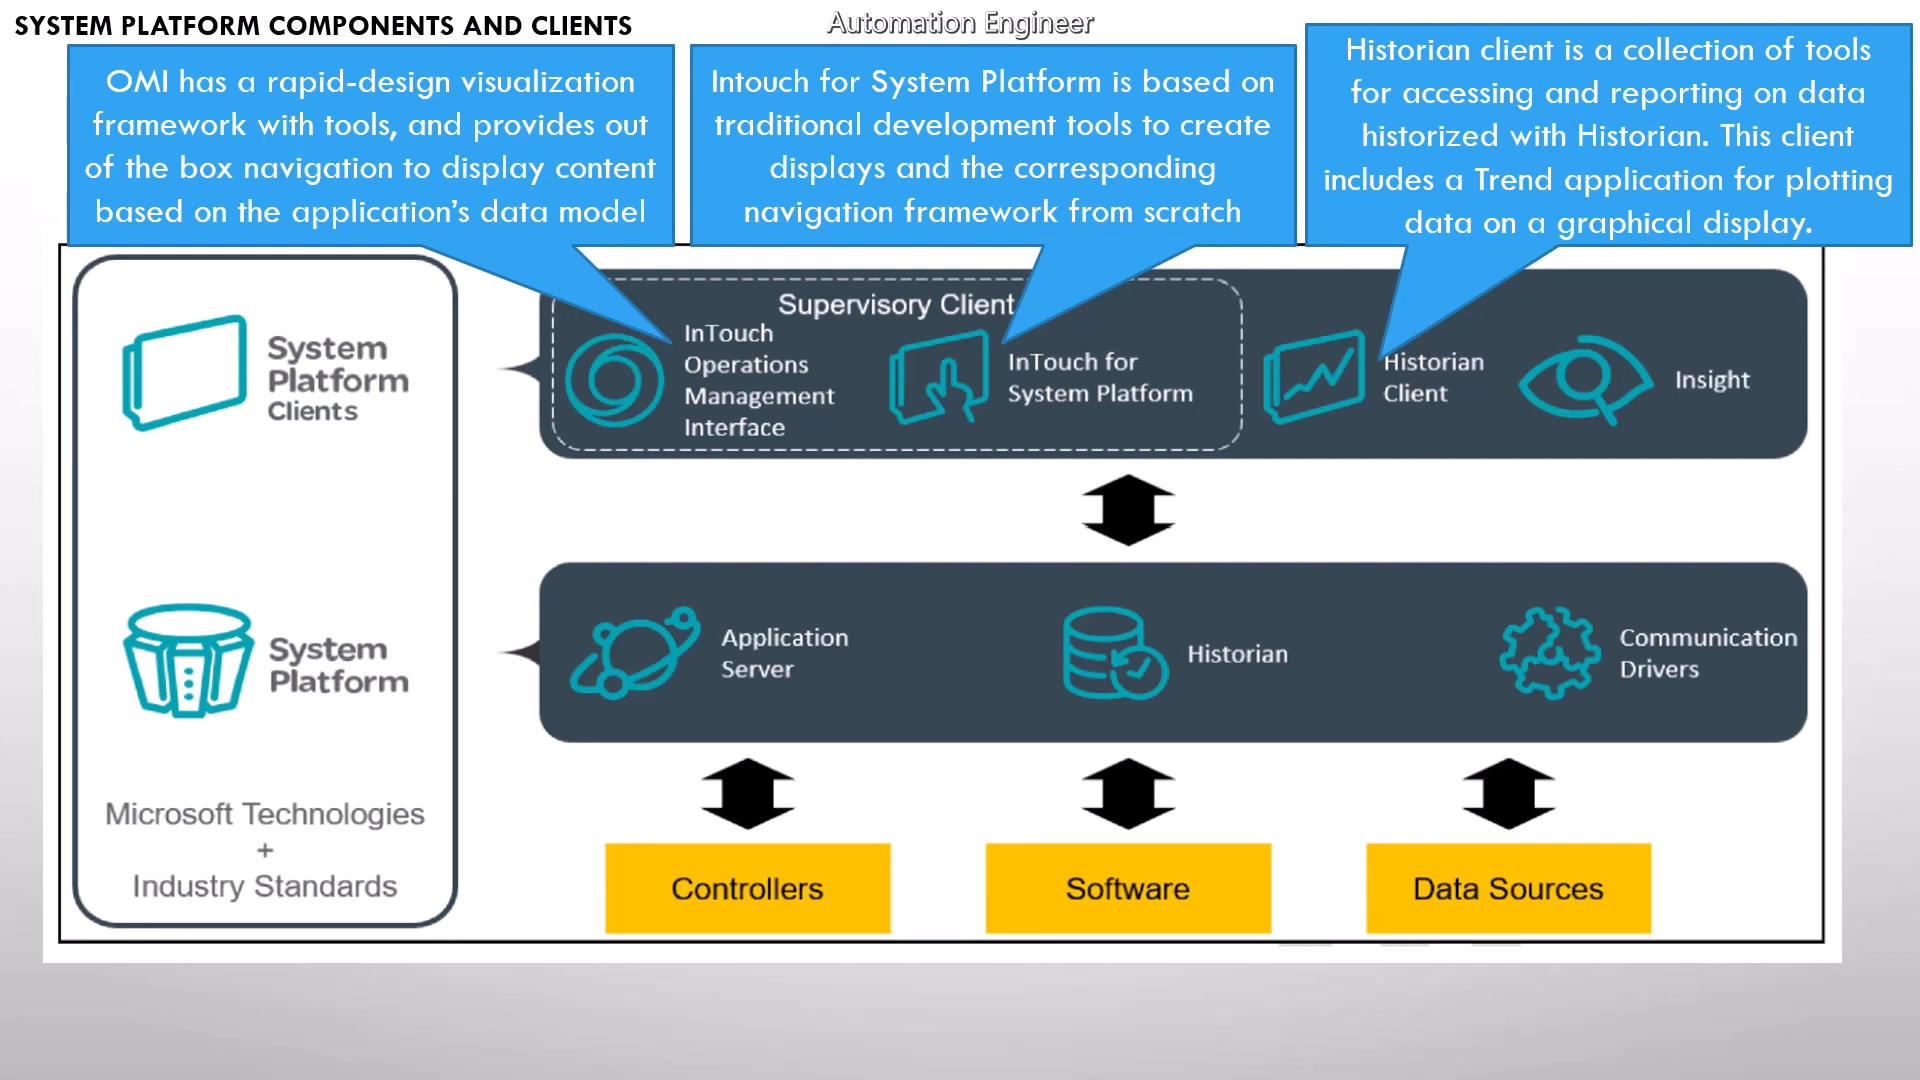 SYSTEM PLATFORM COMPONENTS AND CLIENTS
Automation Engineer
OMI has a rapid-design visualization
framework with tools, and provides out
of the box navigation to display content
based on the application's data model
Intouch for System Platform is based on
traditional development tools to create
displays and the corresponding
navigation framework from scratch
Historian client is a collection of tools
for accessing and reporting on data
historized with Historian. This client
includes a Trend application for plotting
data on a graphical display.
System
Platform
Clients
Supervisory Client
InTouch
Operations
Management
Interface
InTouch for
System Platform
Historian
Client
Insight
System
Platform
Application
Server
Historian
Communication
Drivers
Microsoft Technologies
+
Industry Standards
Controllers
Software
Data Sources